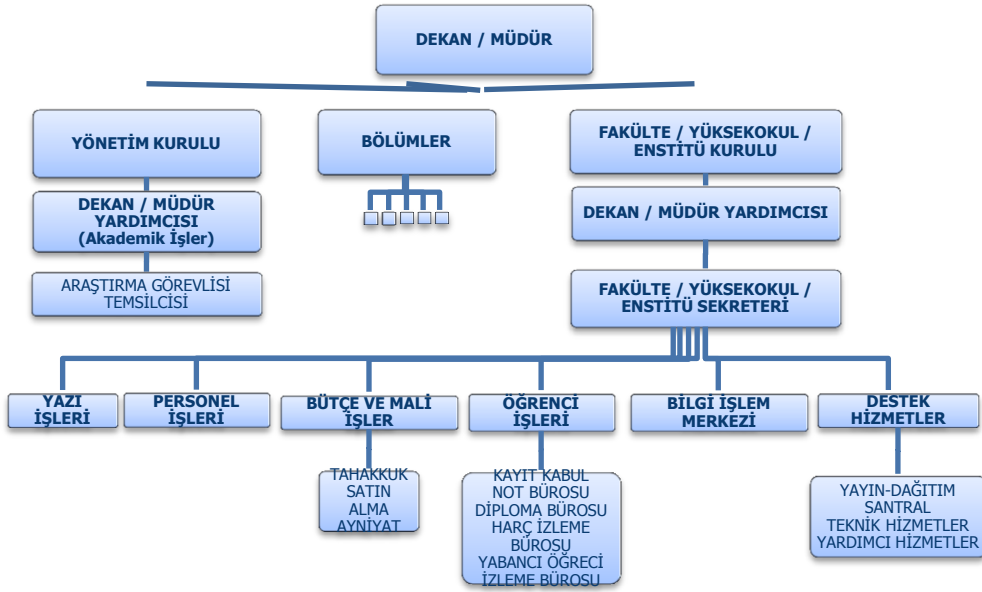 DEKAN / MÜDÜR
YÖNETİM KURULU
BÖLÜMLER
FAKÜLTE / YÜKSEKOKUL /
ENSTİTÜ KURULU
DEKAN / MÜDÜR
YARDIMCISI
(Akademik İşler)
DEKAN / MÜDÜR YARDIMCISI
ARAŞTIRMA GÖREVLİSİ
TEMSİLCİSİ
FAKÜLTE / YÜKSEKOKUL /
ENSTİTÜ SEKRETERİ
YAZI
İŞLERİ
PERSONEL
İŞLERİ
BÜTÇE VE MALİ
İŞLER
ÖĞRENCİ
İŞLERİ
BİLGİ İŞLEM
MERKEZİ
DESTEK
HİZMETLER
TAHAKKUK
SATIN
ALMA
AYNİYAT
KAYIT KABUL
NOT BÜROSU
DİPLOMA BÜROSU
HARÇ İZLEME
BÜROSU
YABANCI ÖĞRECİ
İZLEME BÜROSU
YAYIN-DAĞITIM
SANTRAL
TEKNİK HİZMETLER
YARDIMCI HİZMETLER